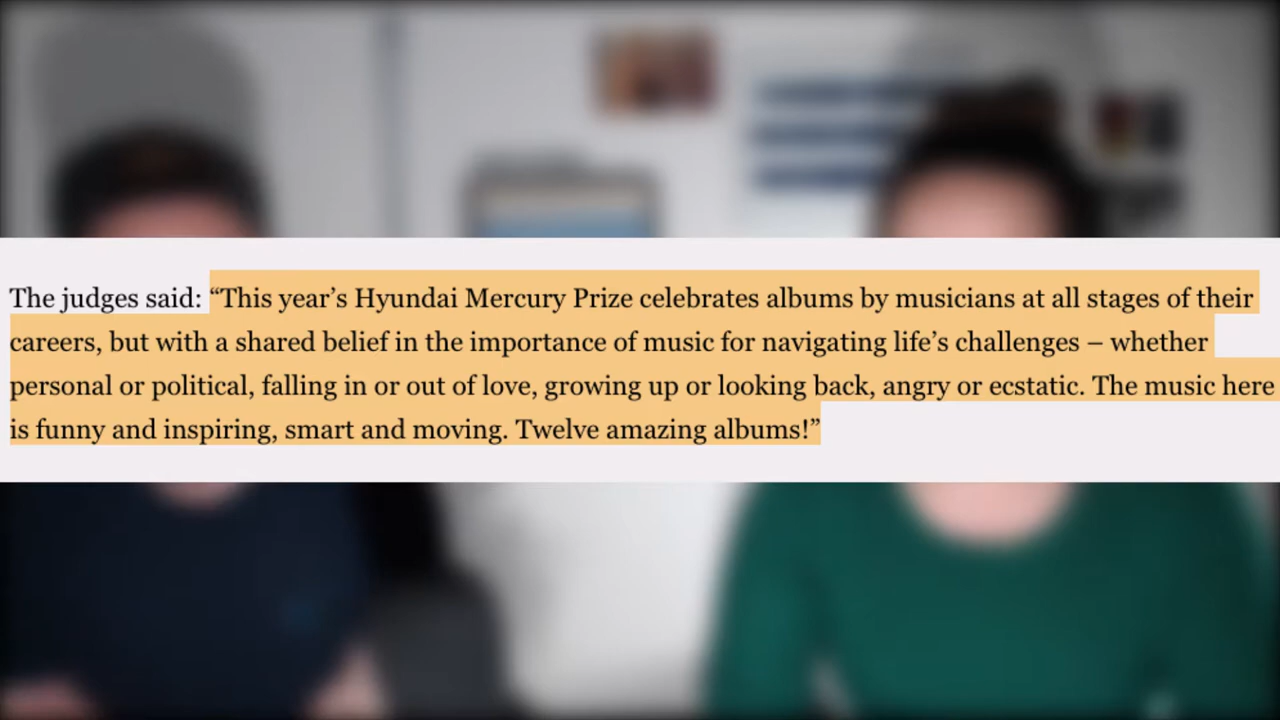 The judges said: “This year’s Hyundai Mercury Prize celebrates albums by musicians at all stages of their
careers, but with a shared belief in the importance of music for navigating life’s challenges – whether
personal or political, falling in or out of love, growing up or looking back, angry or ecstatic. The music here
is funny and inspiring, smart and moving. Twelve amazing albums!”